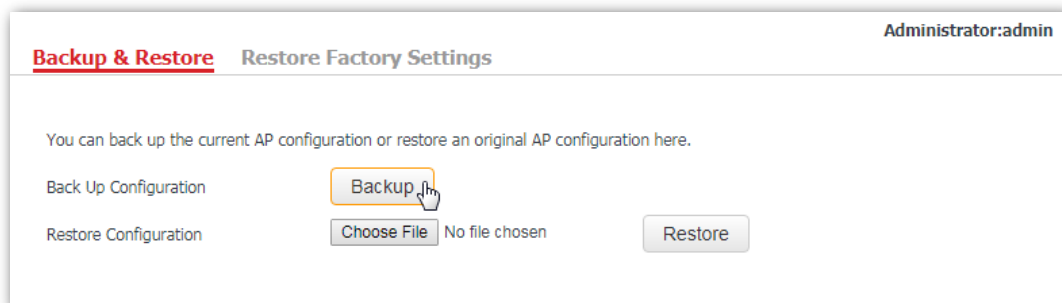 Administrator:admin
Backup & Restore Restore Factory Settings
You can back up the current AP configuration or restore an original AP configuration here.
Back Up Configuration Backup
Restore Configuration Choose File No file chosen Restore